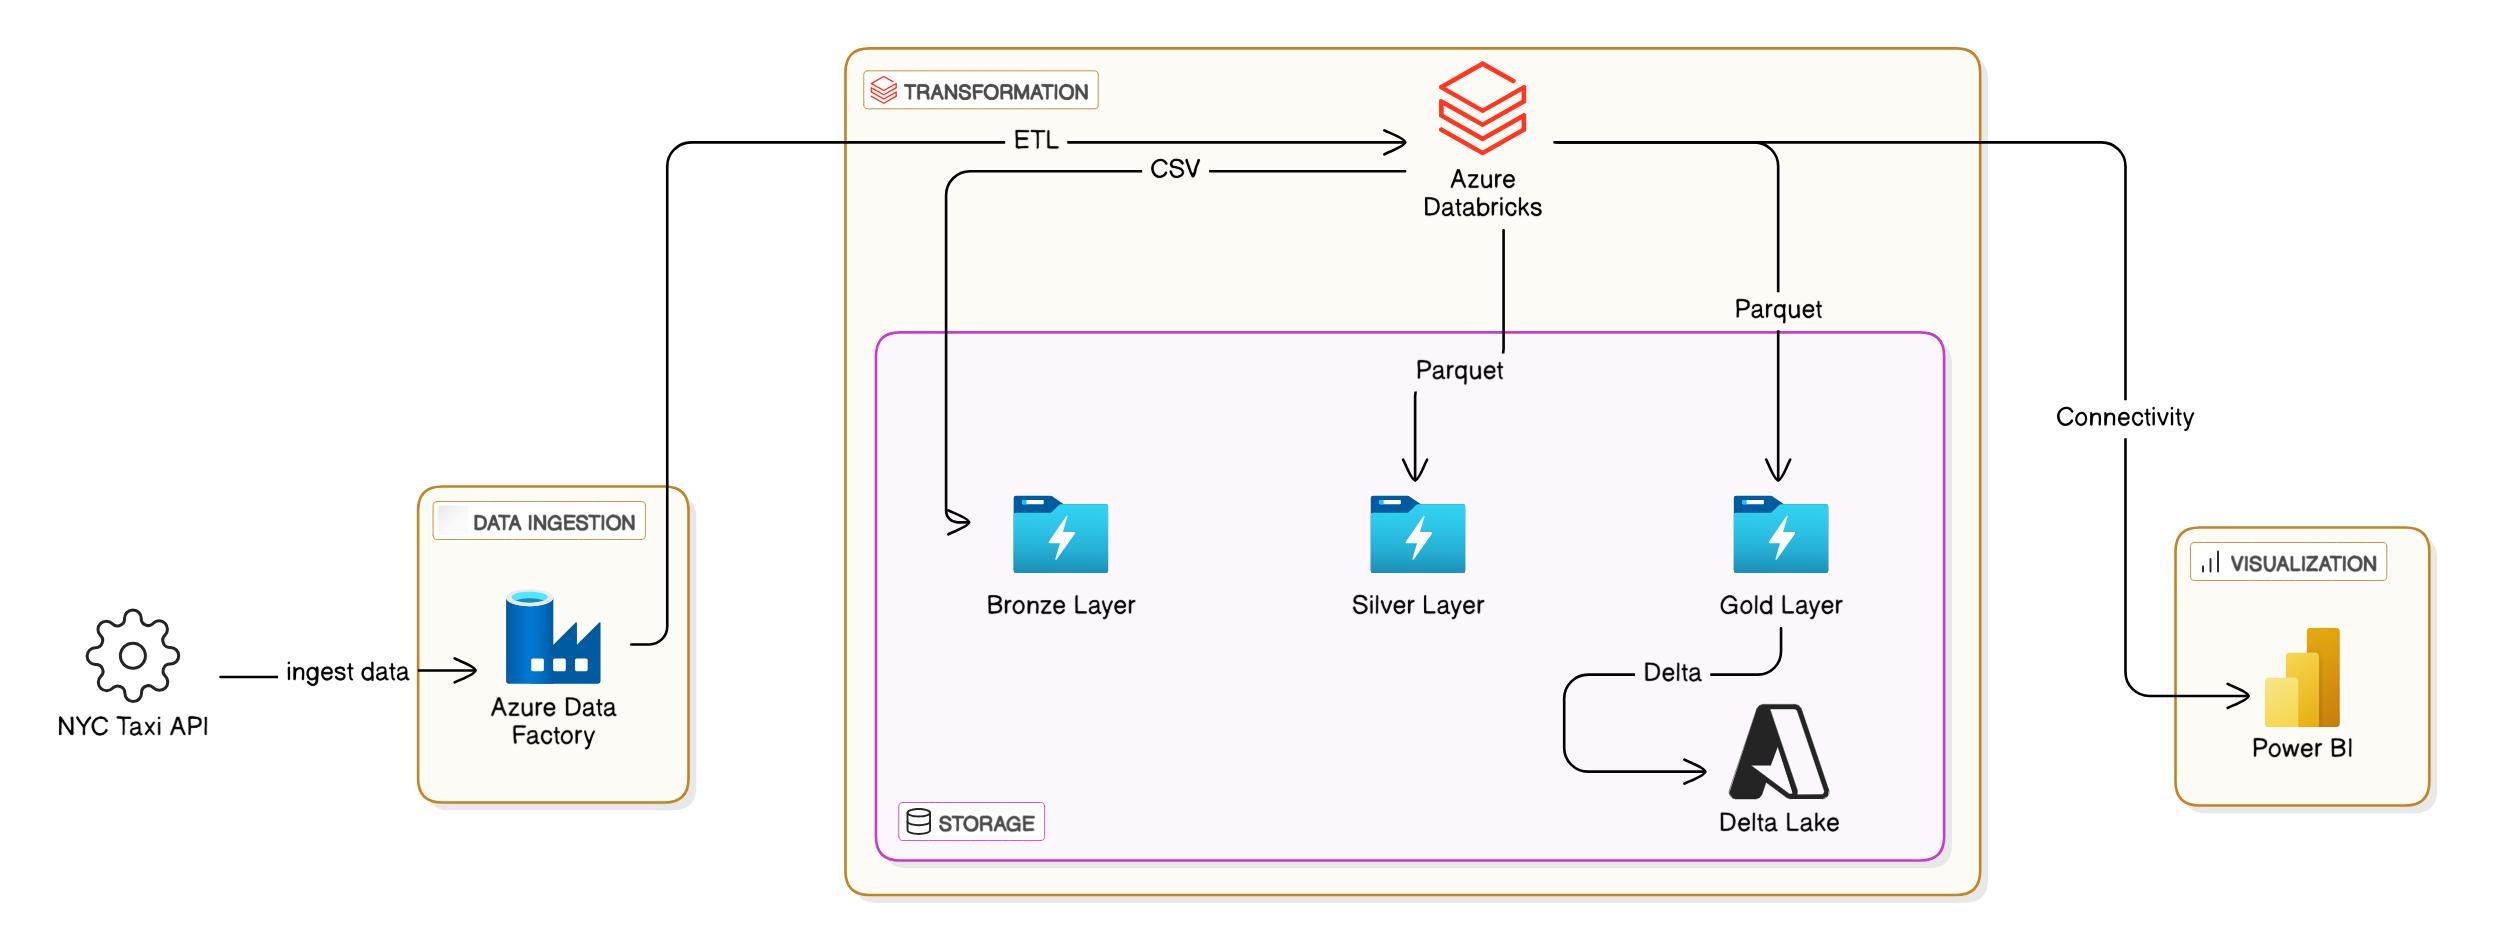 TRANSFORMATION
ETL
CSV
Azure
Databricks
Parquet
Parquet
Connectivity
DATA INGESTION
VISUALIZATION
Bronze Layer
Silver Layer
Gold Layer
ingest data
Delta
NYC Taxi API
Azure Data
Factory
Power BI
STORAGE
Delta Lake